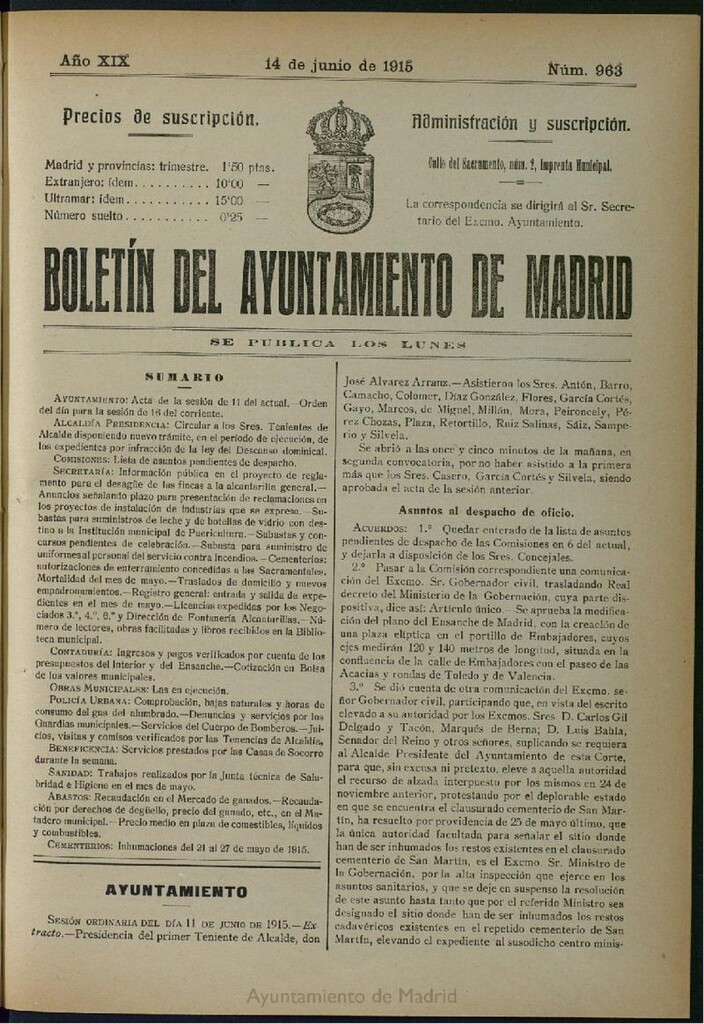 Año XIX
14 de junio de 1915
Núm. 963
Precios de suscripción.
Madrid y provincias: trimestre. 1'50 ptas.
Extranjero: ídem.......... 10'00 —
Ultramar: ídem........... 15'00 —
Número suelto........... 0'25 —
Administración y suscripción.
Calle del Sacramento, núm. 2, Imprenta Municipal.
La correspondencia se dirigirá al Sr. Secre-
tario del Excmo. Ayuntamiento.
BOLETÍN DEL AYUNTAMIENTO DE MADRID
SE PUBLICA LOS LUNES
SUMARIO
AYUNTAMIENTO: Acta de la sesión de 11 del actual.—Orden
del día para la sesión de 16 del corriente.
ALCALDÍA PRESIDENCIA: Circular a los Sres. Tenientes de
Alcalde disponiendo nuevo trámite, en el período de ejecución, de
los expedientes por infracción de la ley del Descanso dominical.
COMISIONES: Lista de asuntos pendientes de despacho.
SECRETARÍA: Información pública en el proyecto de regla-
mento para el desagüe de las fincas a la alcantarilla general.—
Anuncios señalando plazo para presentación de reclamaciones en
los proyectos de instalación de industrias que se expresa.—Su-
bastas para suministros de leche y de botellas de vidrio con des-
tino a la Institución municipal de Puericultura.—Subastas y con-
cursos pendientes de celebración.—Subasta para suministro de
uniformes al personal del servicio contra Incendios.—Cementerios:
autorizaciones de enterramiento concedidas a las Sacramentales.
Mortalidad del mes de mayo.—Traslados de domicilio y nuevos
empadronamientos.—Registro general: entrada y salida de expe-
dientes en el mes de mayo.—Licencias expedidas por los Nego-
ciados 3.°, 4.°, 6.° y Dirección de Fontanería Alcantarillas.—Nú-
mero de lectores, obras facilitadas y libros recibidos en la Biblio-
teca municipal.
CONTADURÍA: Ingresos y pagos verificados por cuenta de los
presupuestos del Interior y del Ensanche.—Cotización en Bolsa
de los valores municipales.
OBRAS MUNICIPALES: Las en ejecución.
POLICÍA URBANA: Comprobación, bajas naturales y horas de
consumo del gas del alumbrado.—Denuncias y servicios por los
Guardias municipales.—Servicios del Cuerpo de Bomberos.—Jui-
cios, visitas y comisos verificados por las Tenencias de Alcaldía.
BENEFICENCIA: Servicios prestados por las Casas de Socorro
durante la semana.
SANIDAD: Trabajos realizados por la Junta técnica de Salu-
bridad e Higiene en el mes de mayo.
ABASTOS: Recaudación en el Mercado de ganados.—Recauda-
ción por derechos de degüello, precio del ganado, etc., en el Ma-
tadero municipal.—Precio medio en plaza de comestibles, líquidos
y combustibles.
CEMENTERIOS: Inhumaciones del 21 al 27 de mayo de 1915.
AYUNTAMIENTO
SESIÓN ORDINARIA DEL DÍA 11 DE JUNIO DE 1915.—Ex-
tracto.—Presidencia del primer Teniente de Alcalde, don
José Alvarez Arranz.—Asistieron los Sres. Antón, Barro,
Camacho, Colomer, Díaz González, Flores, García Cortés,
Gayo, Marcos, de Miguel, Millán, Mora, Peironcely, Pé-
rez Chozas, Plaza, Retortillo, Ruiz Salinas, Sáiz, Sampe-
rio y Silvela.
Se abrió a las once y cinco minutos de la mañana, en
segunda convocatoria, por no haber asistido a la primera
más que los Sres. Casero, García Cortés y Silvela, siendo
aprobada el acta de la sesión anterior.
Asuntos al despacho de oficio.
ACUERDOS: 1.° Quedar enterado de la lista de asuntos
pendientes de despacho de las Comisiones en 6 del actual,
y dejarla a disposición de los Sres. Concejales.
2.° Pasar a la Comisión correspondiente una comunica-
ción del Excmo. Sr. Gobernador civil, trasladando Real
decreto del Ministerio de la Gobernación, cuya parte dis-
positiva, dice así: Artículo único.—Se aprueba la modifica-
ción del plano del Ensanche de Madrid, con la creación de
una plaza elíptica en el portillo de Embajadores, cuyos
ejes medirán 120 y 140 metros de longitud, situada en la
confluencia de la calle de Embajadores con el paseo de las
Acacias y rondas de Toledo y de Valencia.
3.° Se dió cuenta de otra comunicación del Excmo. se-
ñor Gobernador civil, participando que, en vista del escrito
elevado a su autoridad por los Excmos. Sres. D. Carlos Gil
Delgado y Tacón, Marqués de Berna; D. Luis Bahía,
Senador del Reino y otros señores, suplicando se requiera
al Alcalde Presidente del Ayuntamiento de esta Corte,
para que, sin excusa ni pretexto, eleve a aquella autoridad
el recurso de alzada interpuesto por los mismos en 24 de
noviembre anterior, protestando por el deplorable estado
en que se encuentra el clausurado cementerio de San Mar-
tín, ha resuelto por providencia de 25 de mayo último, que
la única autoridad facultada para señalar el sitio donde
han de ser inhumados los restos existentes en el clausurado
cementerio de San Martín, es el Excmo. Sr. Ministro de
la Gobernación, por la alta inspección que ejerce en los
asuntos sanitarios, y que se deje en suspenso la resolución
de este asunto hasta tanto que por el referido Ministro sea
designado el sitio donde han de ser inhumados los restos
cadavéricos existentes en el repetido cementerio de San
Martín, elevando el expediente al susodicho centro minis-
Ayuntamiento de Madrid